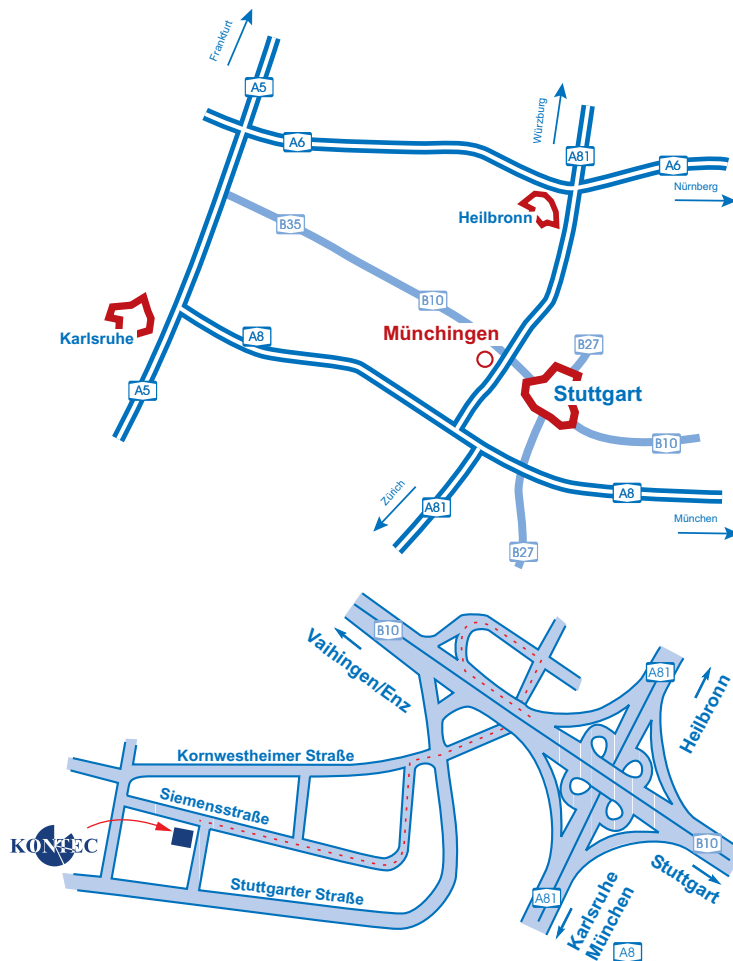 Frankfurt
A5
Würzburg
A6
A81
A6
Nürnberg
Heilbronn
B35
B10
Karlsruhe
A8
Münchingen
B27
A5
Stuttgart
B10
Zürich
A81
A8
München
B27
B10
Vaihingen/Enz
A81
Heilbronn
Kornwestheimer Straße
Siemensstraße
KONTEC
B10
Stuttgart
Stuttgarter Straße
A81
Karlsruhe
München
A8